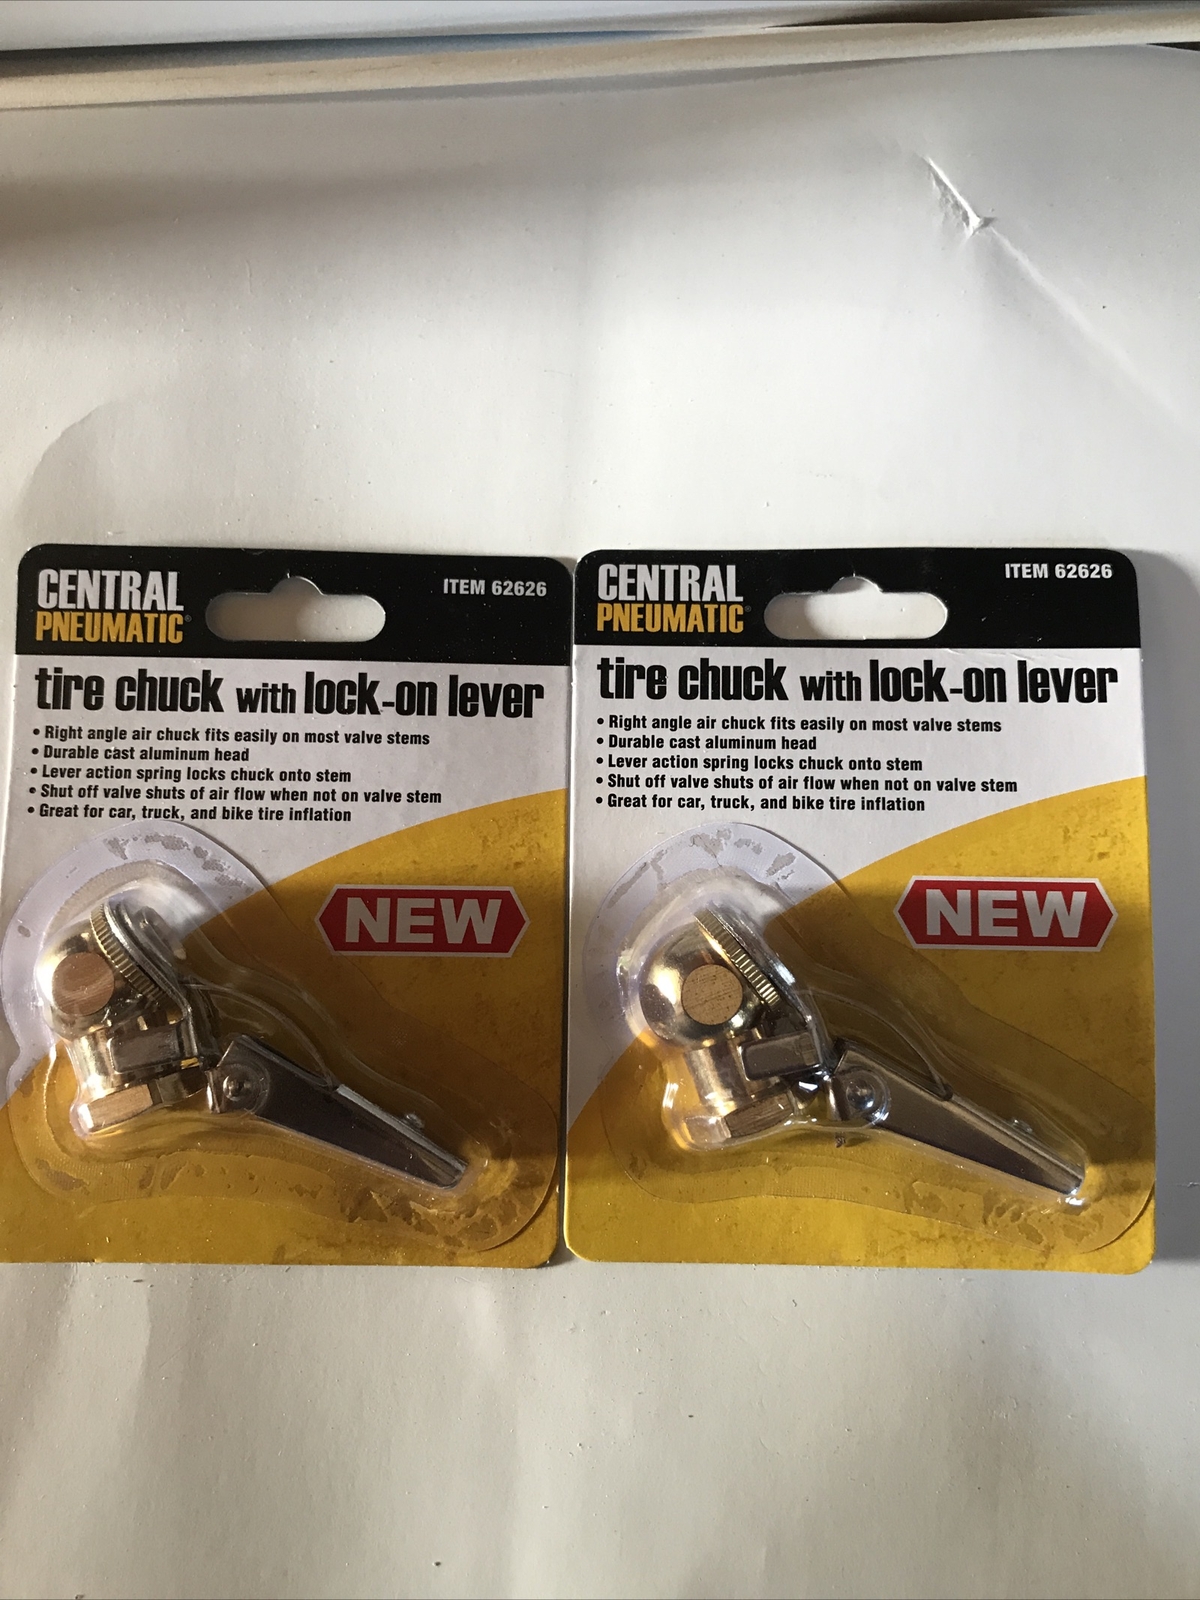 CENTRAL
PNEUMATIC®
ITEM 62626
tire chuck with lock-on lever
• Right angle air chuck fits easily on most valve stems
• Durable cast aluminum head
• Lever action spring locks chuck onto stem
• Shut off valve shuts of air flow when not on valve stem
• Great for car, truck, and bike tire inflation
NEW
CENTRAL
PNEUMATIC®
ITEM 62626
tire chuck with lock-on lever
• Right angle air chuck fits easily on most valve stems
• Durable cast aluminum head
• Lever action spring locks chuck onto stem
• Shut off valve shuts of air flow when not on valve stem
• Great for car, truck, and bike tire inflation
NEW